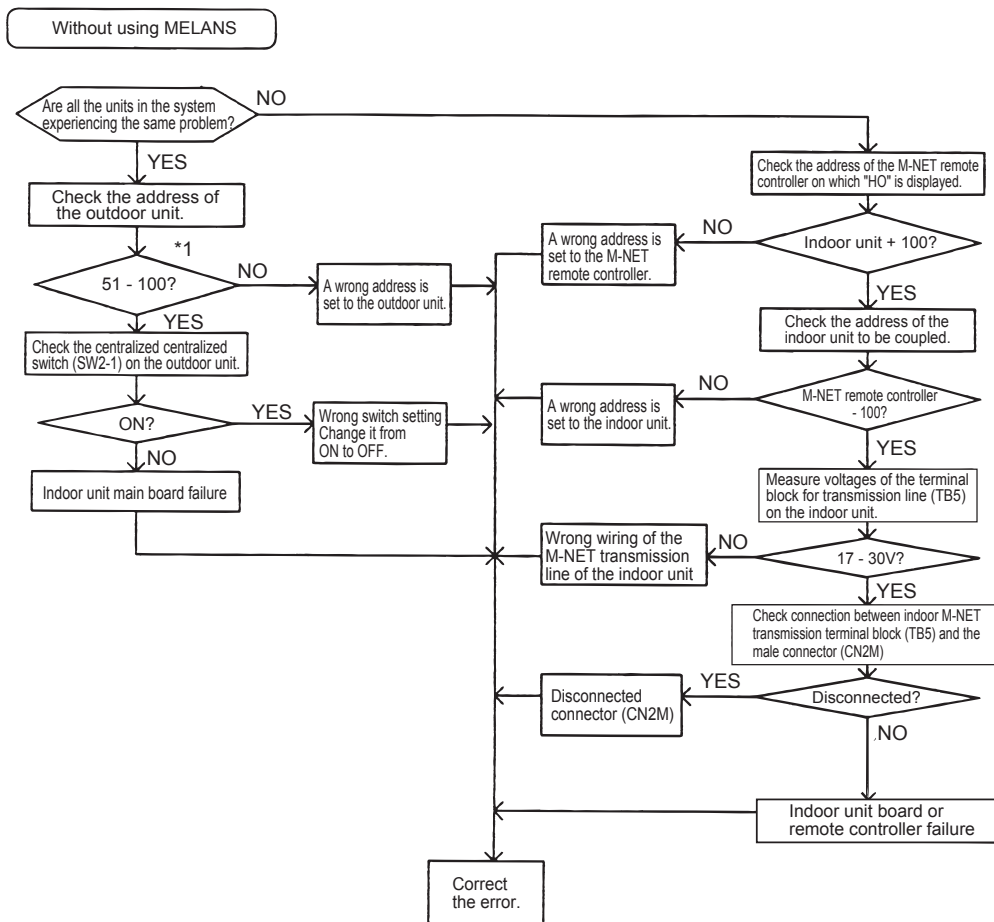 Without using MELANS
Are all the units in the system
experiencing the same problem?
NO
YES
Check the address of
the outdoor unit.
*1
51 - 100?
NO
A wrong address is
set to the outdoor unit.
YES
Check the centralized centralized
switch (SW2-1) on the outdoor unit.
ON?
YES
Wrong switch setting
Change it from
ON to OFF.
NO
Indoor unit main board failure
Check the address of the M-NET remote
controller on which "HO" is displayed.
Indoor unit + 100?
NO
A wrong address is
set to the M-NET
remote controller.
YES
Check the address of the
indoor unit to be coupled.
M-NET remote controller
- 100?
NO
A wrong address is
set to the indoor unit.
YES
Measure voltages of the terminal
block for transmission line (TB5)
on the indoor unit.
17 - 30V?
NO
Wrong wiring of the
M-NET transmission
line of the indoor unit
YES
Check connection between indoor M-NET
transmission terminal block (TB5) and the
male connector (CN2M)
Disconnected?
YES
Disconnected
connector (CN2M)
NO
Indoor unit board or
remote controller failure
Correct
the error.